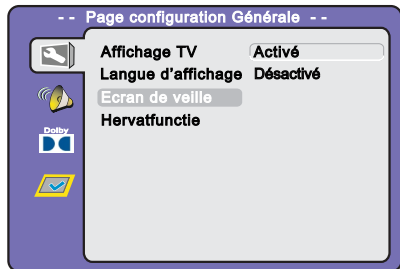 - - Page configuration Générale - -
Affichage TV Activé
Langue d'affichage Désactivé
Ecran de veille
Hervatfunctie
Dolby